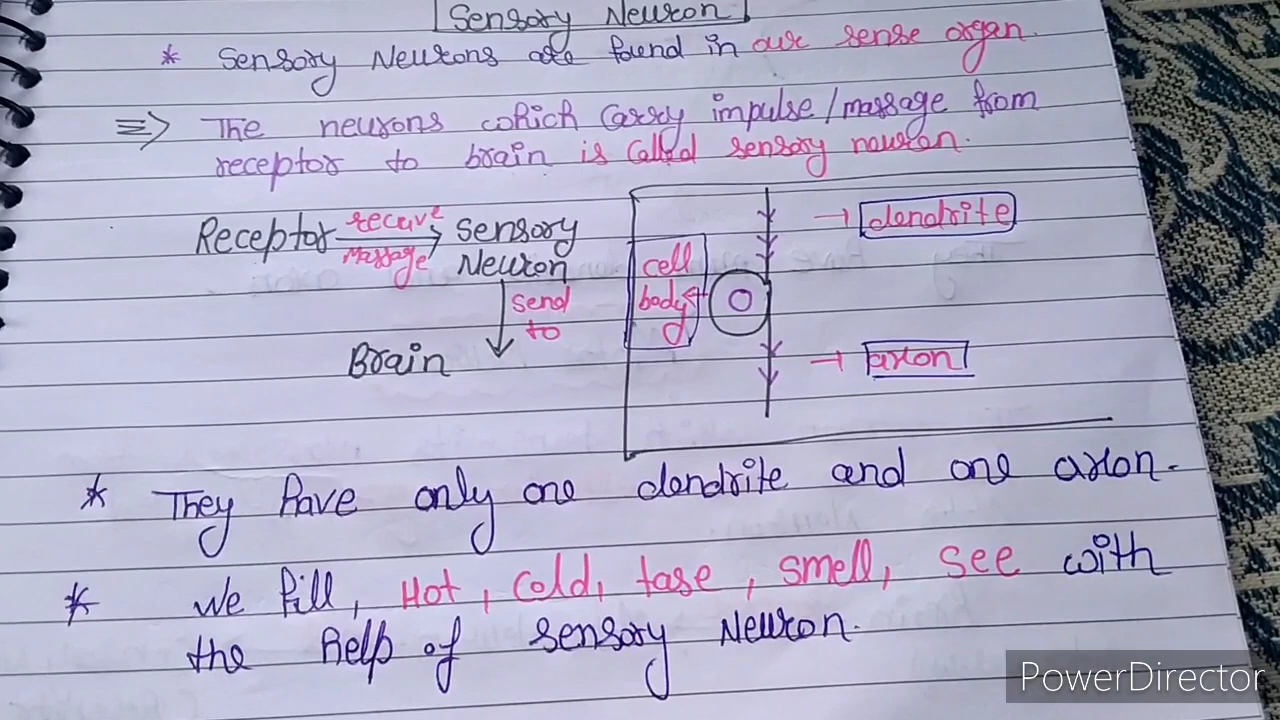 Sensory Neuron
* Sensory Neurons are found in our sense organ.
⇒ The neurons which Carry impulse/massage from
receptor to brain is Called sensory neuron.
Receptor receive massage → Sensory Neuron
send to ↓
Brain
→ dendrite
cell body
→ axon
* They have only one dendrite and one axon.
* We fill, Hot, Cold, tase, smell, see with
the help of sensory Neuron.
PowerDirector